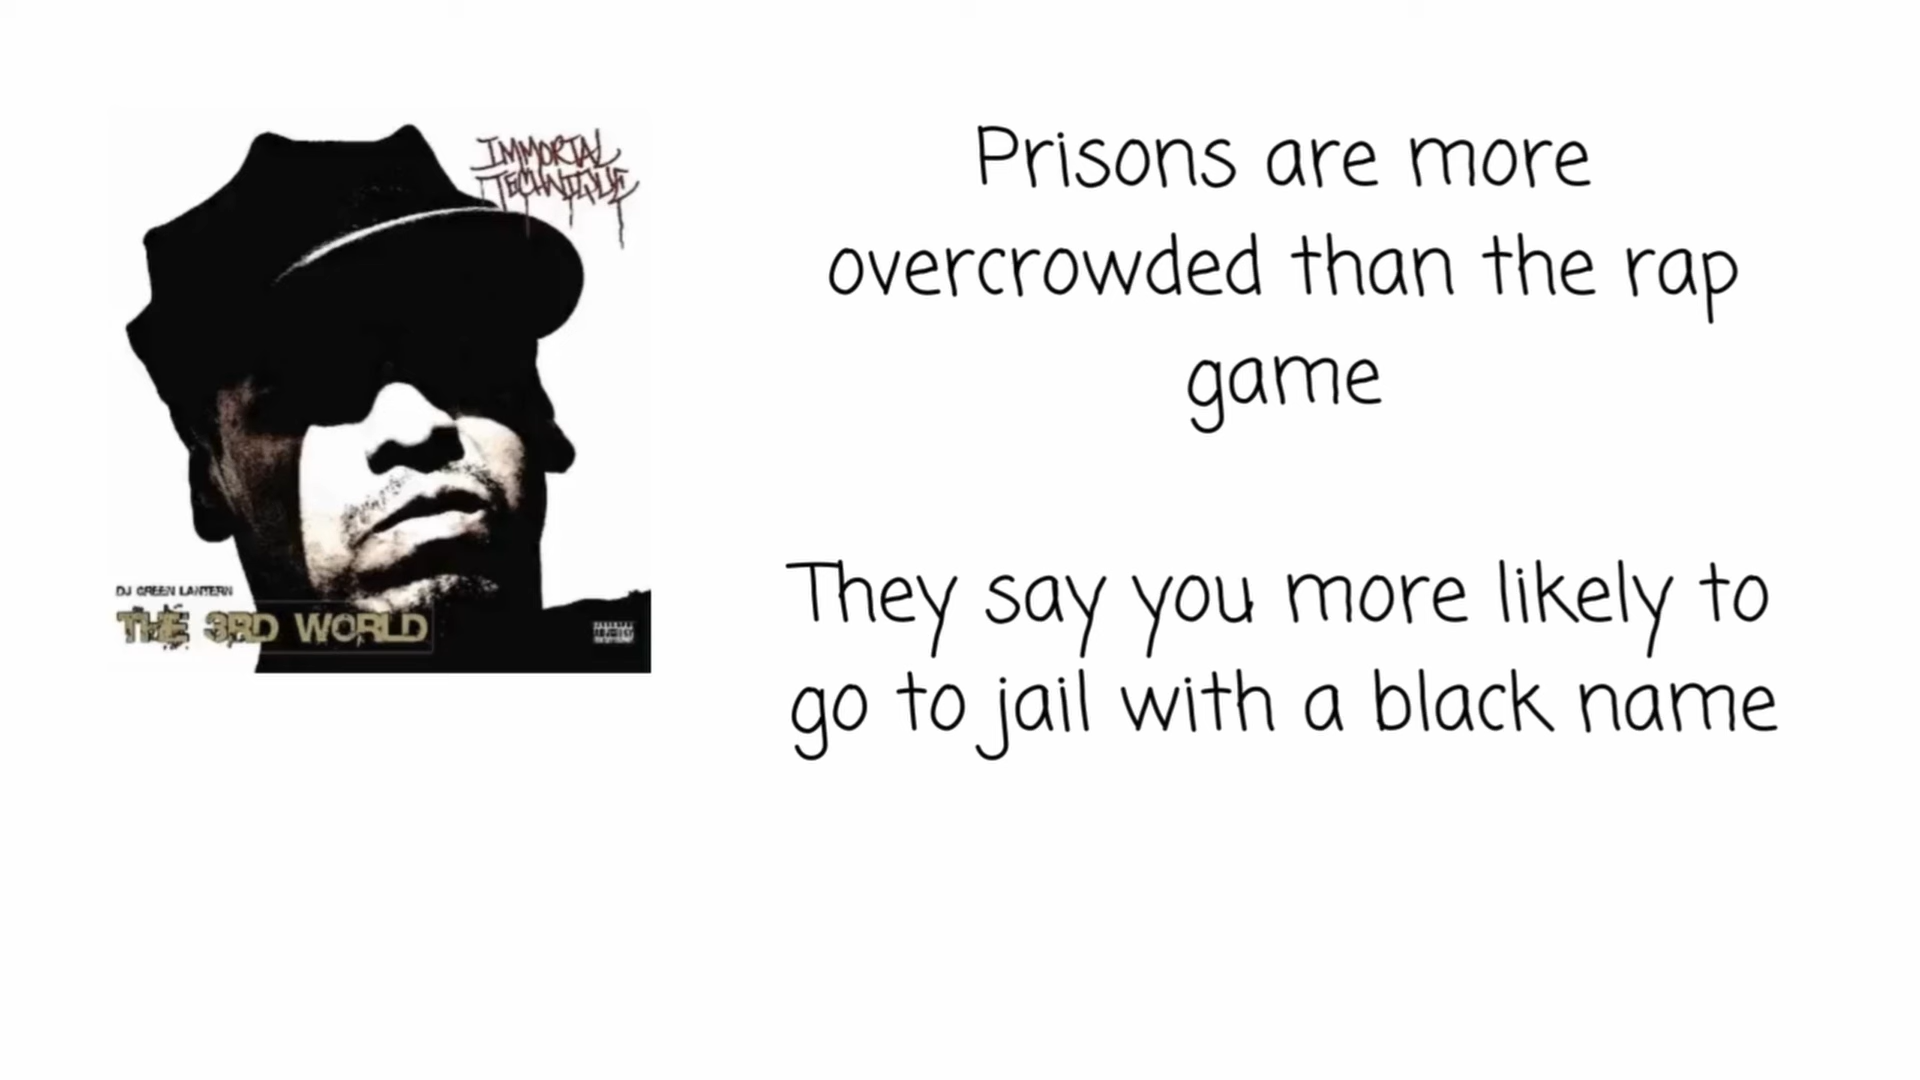 IMMORTAL
TECHNIQUE
DJ GREEN LANTERN
THE 3RD WORLD
Prisons are more
overcrowded than the rap
game
They say you more likely to
go to jail with a black name